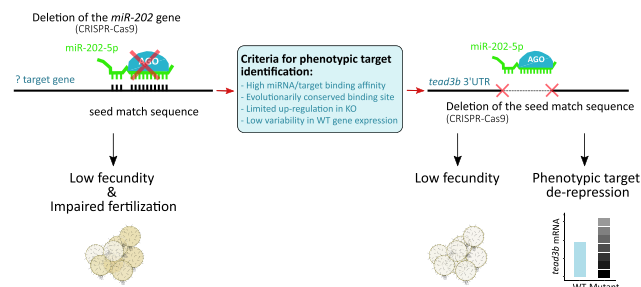 Deletion of the miR-202 gene
(CRISPR-Cas9)
miR-202-5p
AGO
? target gene
seed match sequence
Low fecundity
&
Impaired fertilization
Criteria for phenotypic target
identification:
- High miRNA/target binding affinity
- Evolutionarily conserved binding site
- Limited up-regulation in KO
- Low variability in WT gene expression
miR-202-5p
AGO
tead3b 3'UTR
Deletion of the seed match sequence
(CRISPR-Cas9)
Low fecundity
Phenotypic target
de-repression
tead3b mRNA
WT Mutant